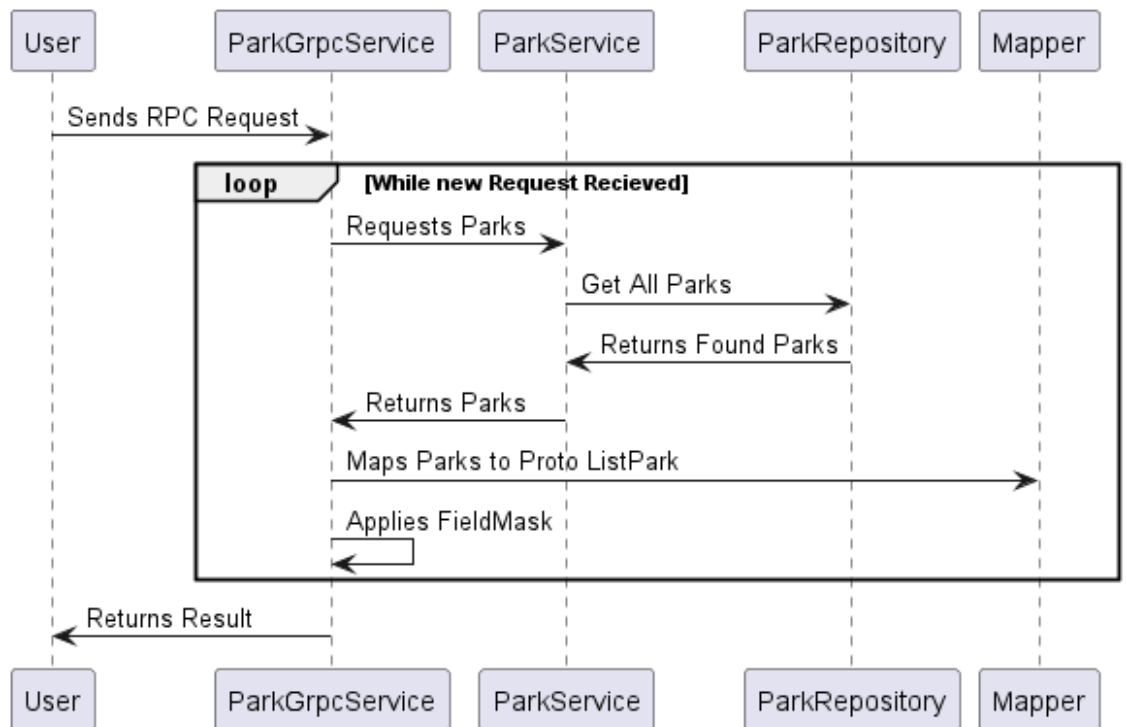 User
ParkGrpcService
ParkService
ParkRepository
Mapper
Sends RPC Request
loop
[While new Request Recieved]
Requests Parks
Get All Parks
Returns Found Parks
Returns Parks
Maps Parks to Proto ListPark
Applies FieldMask
Returns Result
User
ParkGrpcService
ParkService
ParkRepository
Mapper